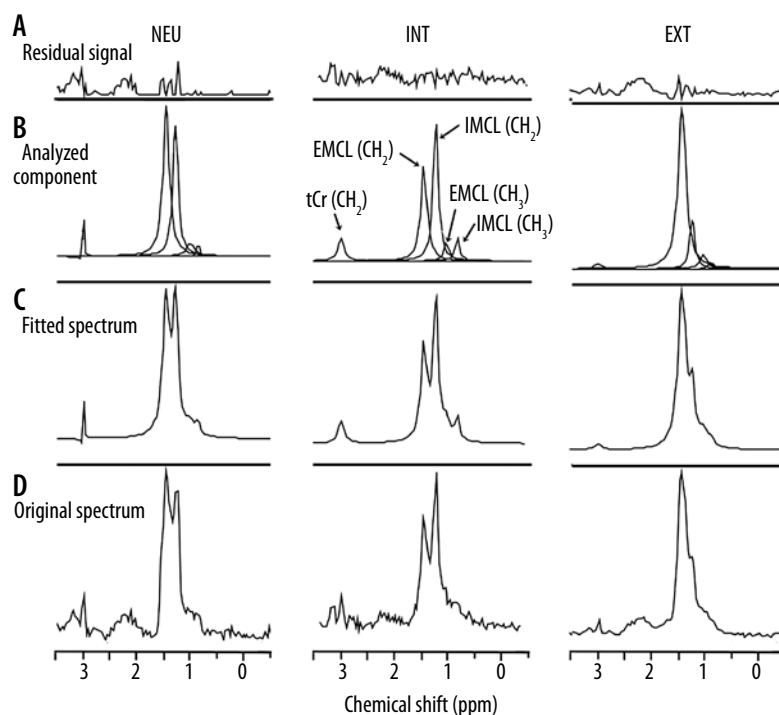 A
NEU
INT
EXT
Residual signal
B
Analyzed
component
IMCL (CH₂)
EMCL (CH₂)
EMCL (CH₃)
tCr (CH₂)
IMCL (CH₃)
C
Fitted spectrum
D
Original spectrum
3 2 1 0
3 2 1 0
3 2 1 0
Chemical shift (ppm)